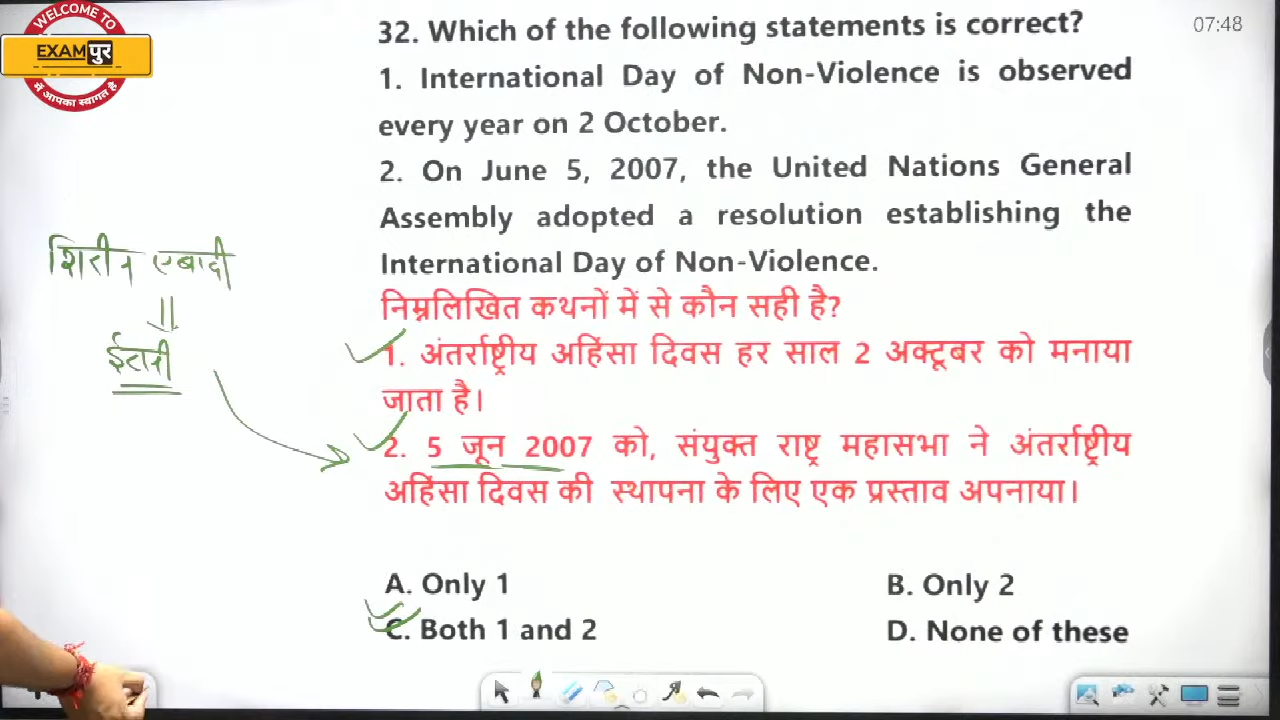 WELCOME TO
EXAMपुर
में आपका स्वागत है
07:48
32. Which of the following statements is correct?
1. International Day of Non-Violence is observed
every year on 2 October.
2. On June 5, 2007, the United Nations General
Assembly adopted a resolution establishing the
International Day of Non-Violence.
शिरीन एबादी
ईरानी
निम्नलिखित कथनों में से कौन सही है?
1. अंतर्राष्ट्रीय अहिंसा दिवस हर साल 2 अक्टूबर को मनाया
जाता है।
2. 5 जून 2007 को, संयुक्त राष्ट्र महासभा ने अंतर्राष्ट्रीय
अहिंसा दिवस की स्थापना के लिए एक प्रस्ताव अपनाया।
A. Only 1
B. Only 2
C. Both 1 and 2
D. None of these